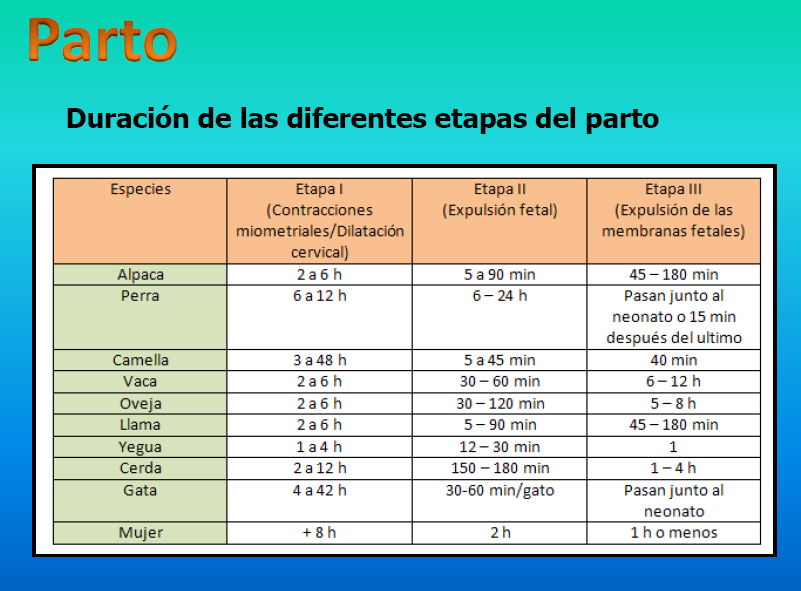 Parto
Duración de las diferentes etapas del parto
Especies
Etapa I
(Contracciones
miometriales/Dilatación
cervical)
Etapa II
(Expulsión fetal)
Etapa III
(Expulsión de las
membranas fetales)
Alpaca 2 a 6 h 5 a 90 min 45 – 180 min
Perra 6 a 12 h 6 – 24 h Pasan junto al
neonato o 15 min
después del ultimo
Camella 3 a 48 h 5 a 45 min 40 min
Vaca 2 a 6 h 30 – 60 min 6 – 12 h
Oveja 2 a 6 h 30 – 120 min 5 – 8 h
Llama 2 a 6 h 5 – 90 min 45 – 180 min
Yegua 1 a 4 h 12 – 30 min 1
Cerda 2 a 12 h 150 – 180 min 1 – 4 h
Gata 4 a 42 h 30-60 min/gato Pasan junto al
neonato
Mujer + 8 h 2 h 1 h o menos